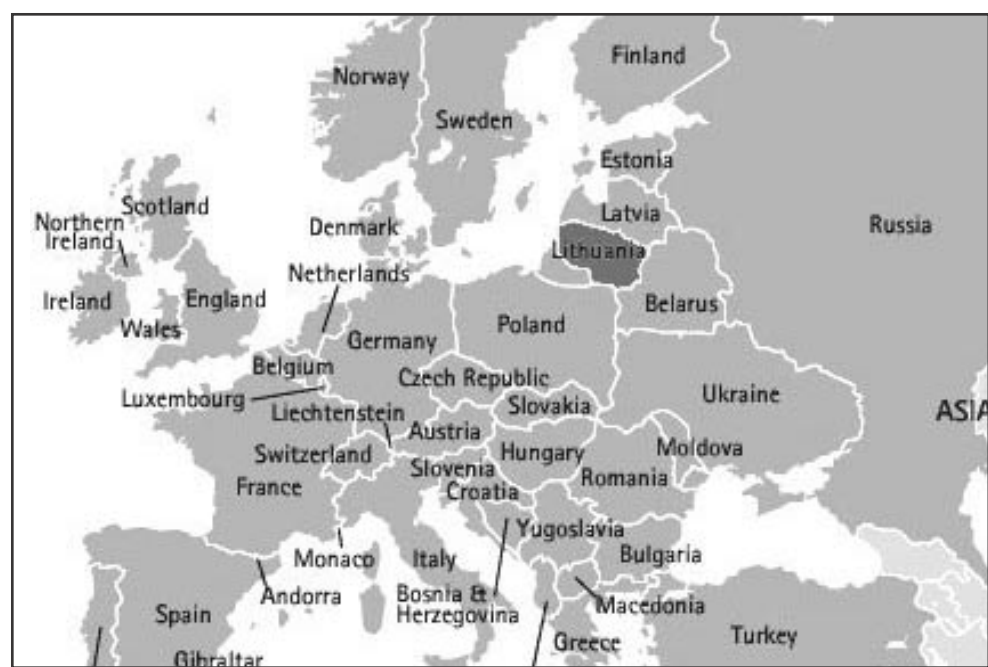 Finland
Norway
Sweden
Estonia
Scotland
Latvia
Russia
Northern
Ireland
Denmark
Lithuania
Netherlands
Ireland
England
Belarus
Wales
Germany
Poland
Belgium
Czech Republic
Luxembourg
Ukraine
Liechtenstein
Slovakia
ASIA
Austria
Switzerland
Hungary
Moldova
Slovenia
Romania
France
Croatia
Yugoslavia
Monaco
Italy
Bulgaria
Andorra
Bosnia &
Herzegovina
Macedonia
Spain
Greece
Turkey
Gibraltar